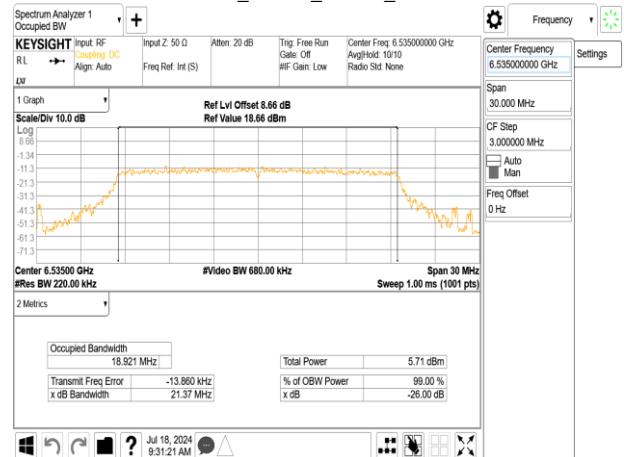 Spectrum Analyzer 1
Occupied BW
Frequency
KEYSIGHT
Input: RF
Coupling: DC
Align: Auto
Input Z: 50 Ω
Freq Ref: Int (S)
Atten: 20 dB
Trig: Free Run
Gate: Off
#IF Gain: Low
Center Freq: 6.535000000 GHz
Avg|Hold: 10/10
Radio Std: None
RL
LXI
Center Frequency
6.535000000 GHz
Settings
Span
30.000 MHz
CF Step
3.000000 MHz
Auto
Man
Freq Offset
0 Hz
1 Graph
Scale/Div 10.0 dB
Ref Lvl Offset 8.66 dB
Ref Value 18.66 dBm
Log
8.66
-1.34
-11.3
-21.3
-31.3
-41.3
-51.3
-61.3
-71.3
Center 6.53500 GHz
#Res BW 220.00 kHz
#Video BW 680.00 kHz
Span 30 MHz
Sweep 1.00 ms (1001 pts)
2 Metrics
Occupied Bandwidth
18.921 MHz
Total Power 5.71 dBm
Transmit Freq Error -13.860 kHz
% of OBW Power 99.00 %
x dB Bandwidth 21.37 MHz
x dB -26.00 dB
?
Jul 18, 2024
9:31:21 AM